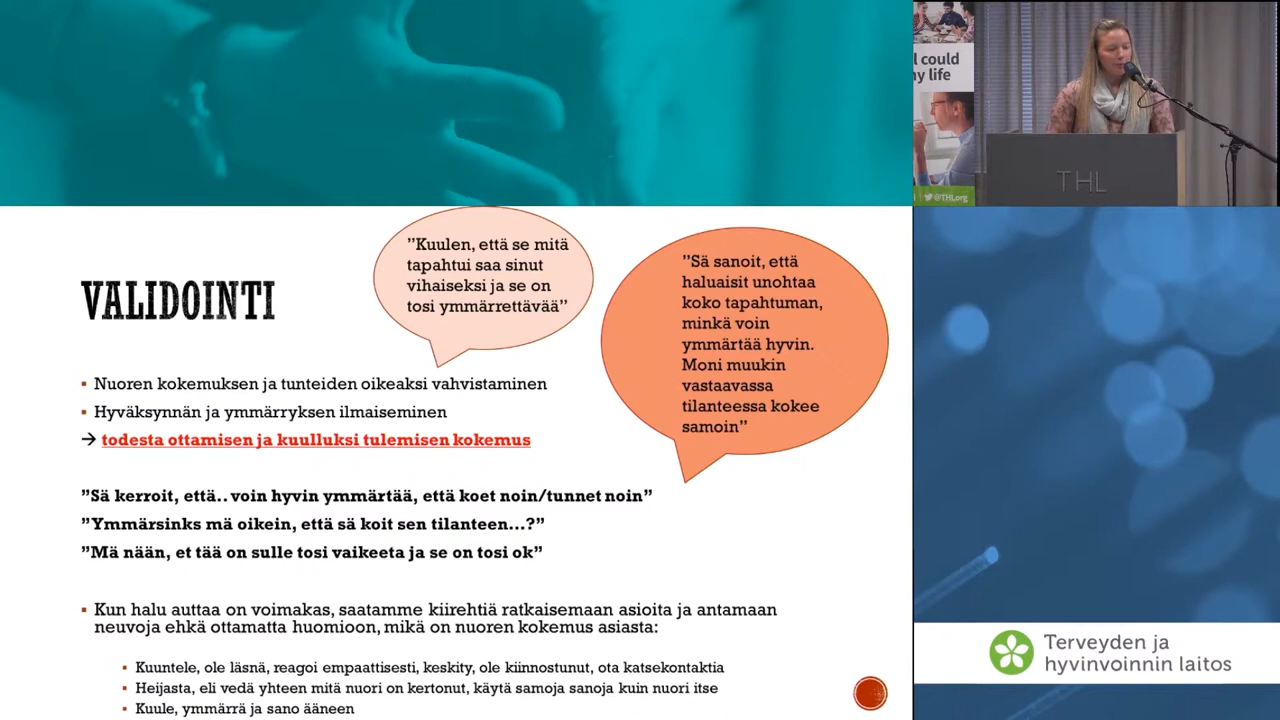 VALIDOINTI
”Kuulen, että se mitä
tapahtui saa sinut
vihaiseksi ja se on
tosi ymmärrettävää”
”Sä sanoit, että
haluaisit unohtaa
koko tapahtuman,
minkä voin
ymmärtää hyvin.
Moni muukin
vastaavassa
tilanteessa kokee
samoin”
▪ Nuoren kokemuksen ja tunteiden oikeaksi vahvistaminen
▪ Hyväksynnän ja ymmärryksen ilmaiseminen
→ todesta ottamisen ja kuulluksi tulemisen kokemus
”Sä kerroit, että.. voin hyvin ymmärtää, että koet noin/tunnet noin”
”Ymmärsinks mä oikein, että sä koit sen tilanteen...?”
”Mä nään, et tää on sulle tosi vaikeeta ja se on tosi ok”
▪ Kun halu auttaa on voimakas, saatamme kiirehtiä ratkaisemaan asioita ja antamaan
neuvoja ehkä ottamatta huomioon, mikä on nuoren kokemus asiasta:
▪ Kuuntele, ole läsnä, reagoi empaattisesti, keskity, ole kiinnostunut, ota katsekontaktia
▪ Heijasta, eli vedä yhteen mitä nuori on kertonut, käytä samoja sanoja kuin nuori itse
▪ Kuule, ymmärrä ja sano ääneen
could
life
THL
@THLorg
Terveyden ja
hyvinvoinnin laitos